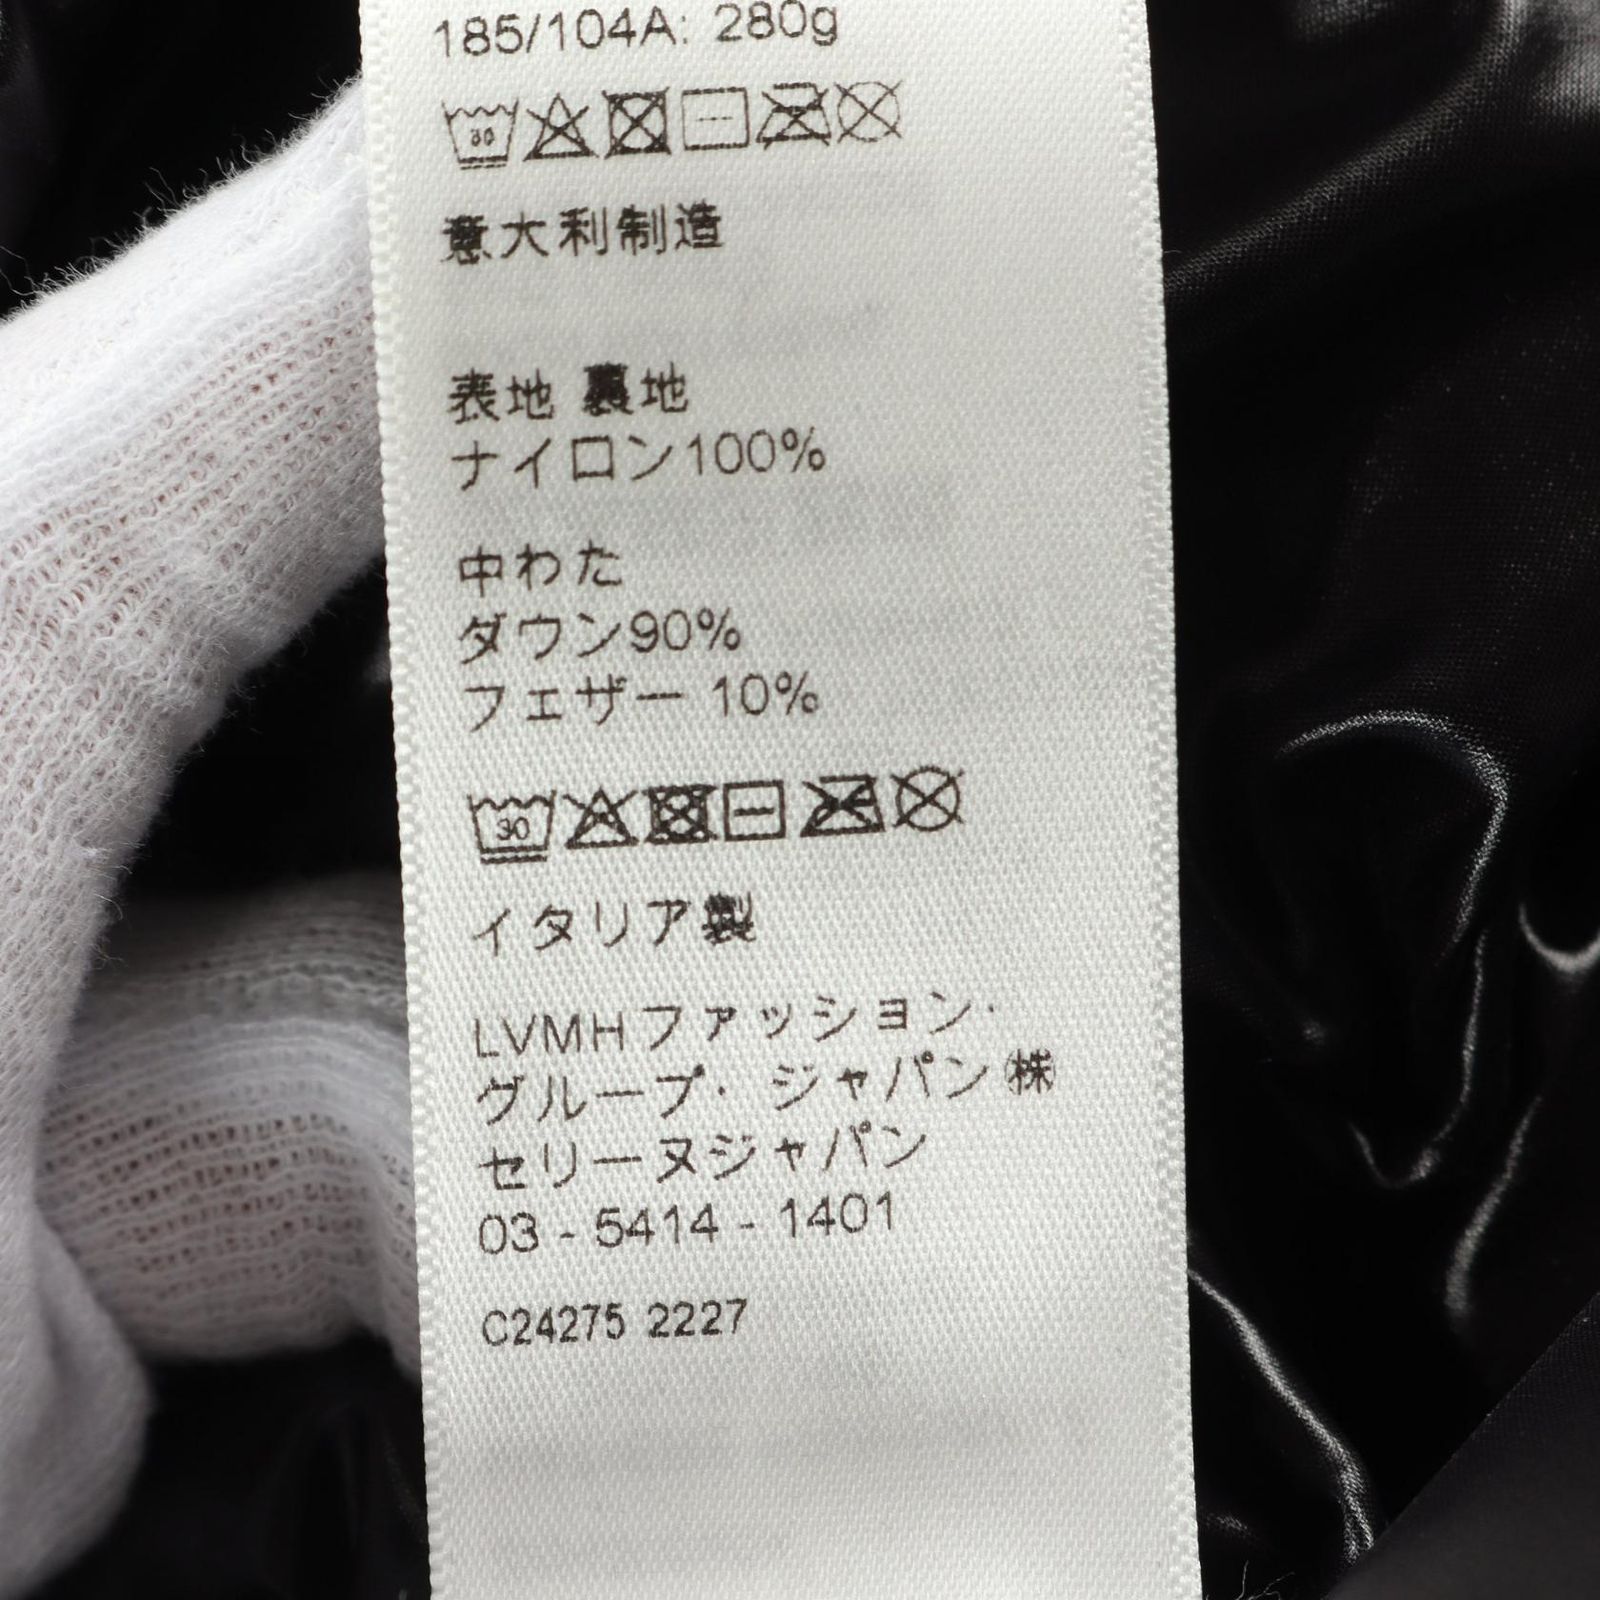 185/104A: 280g
30
意大利制造
表地 裏地
ナイロン100%
中わた
ダウン90%
フェザー 10%
30
イタリア製
LVMHファッション·
グループ· ジャパン㈱
セリーヌジャパン
03 - 5414 - 1401
C24275 2227